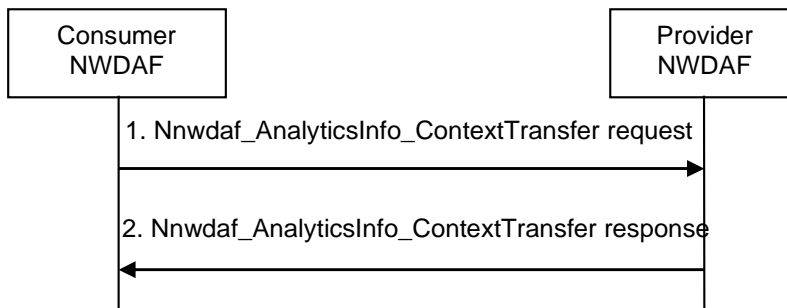 Consumer
NWDAF
Provider
NWDAF
1. Nnwdaf_AnalyticsInfo_ContextTransfer request
2. Nnwdaf_AnalyticsInfo_ContextTransfer response